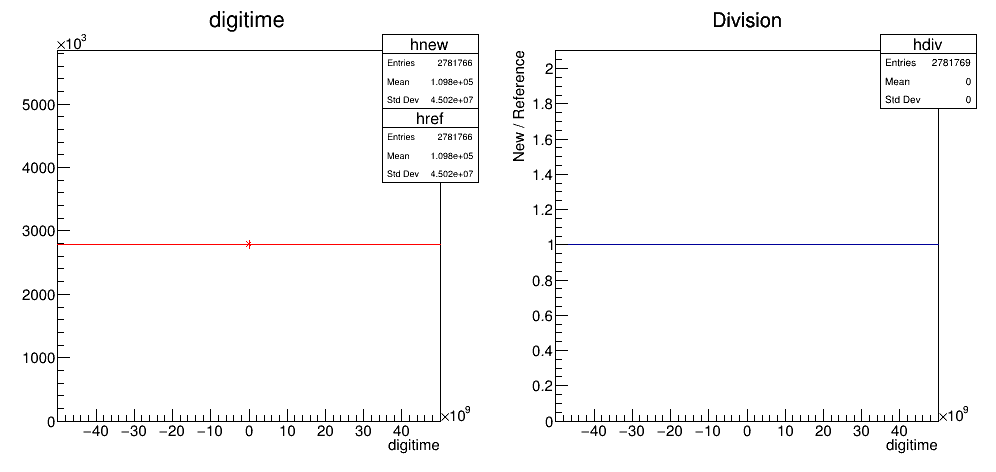 digitime
×10³
hnew
Entries 2781766
Mean 1.098e+05
Std Dev 4.502e+07
href
Entries 2781766
Mean 1.098e+05
Std Dev 4.502e+07
5000
4000
3000
2000
1000
0
−40 −30 −20 −10 0 10 20 30 40
×10⁹
digitime
Division
hdiv
Entries 2781769
Mean 0
Std Dev 0
New / Reference
2
1.8
1.6
1.4
1.2
1
0.8
0.6
0.4
0.2
0
−40 −30 −20 −10 0 10 20 30 40
×10⁹
digitime